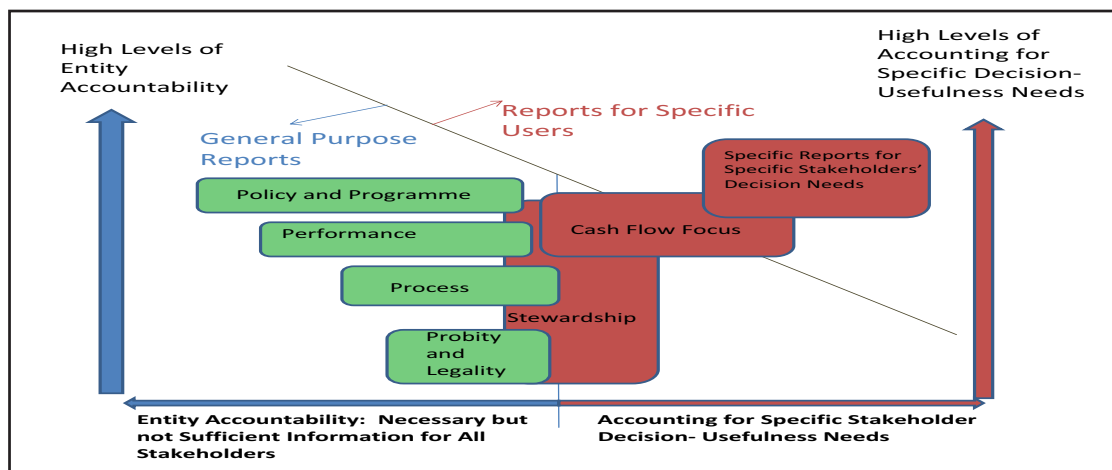 High Levels of
Entity
Accountability
High Levels of
Accounting for
Specific Decision-
Usefulness Needs
General Purpose
Reports
Reports for Specific
Users
Specific Reports for
Specific Stakeholders'
Decision Needs
Policy and Programme
Performance
Cash Flow Focus
Process
Stewardship
Probity
and
Legality
Entity Accountability:  Necessary but
not Sufficient Information for All
Stakeholders
Accounting for Specific Stakeholder
Decision- Usefulness Needs